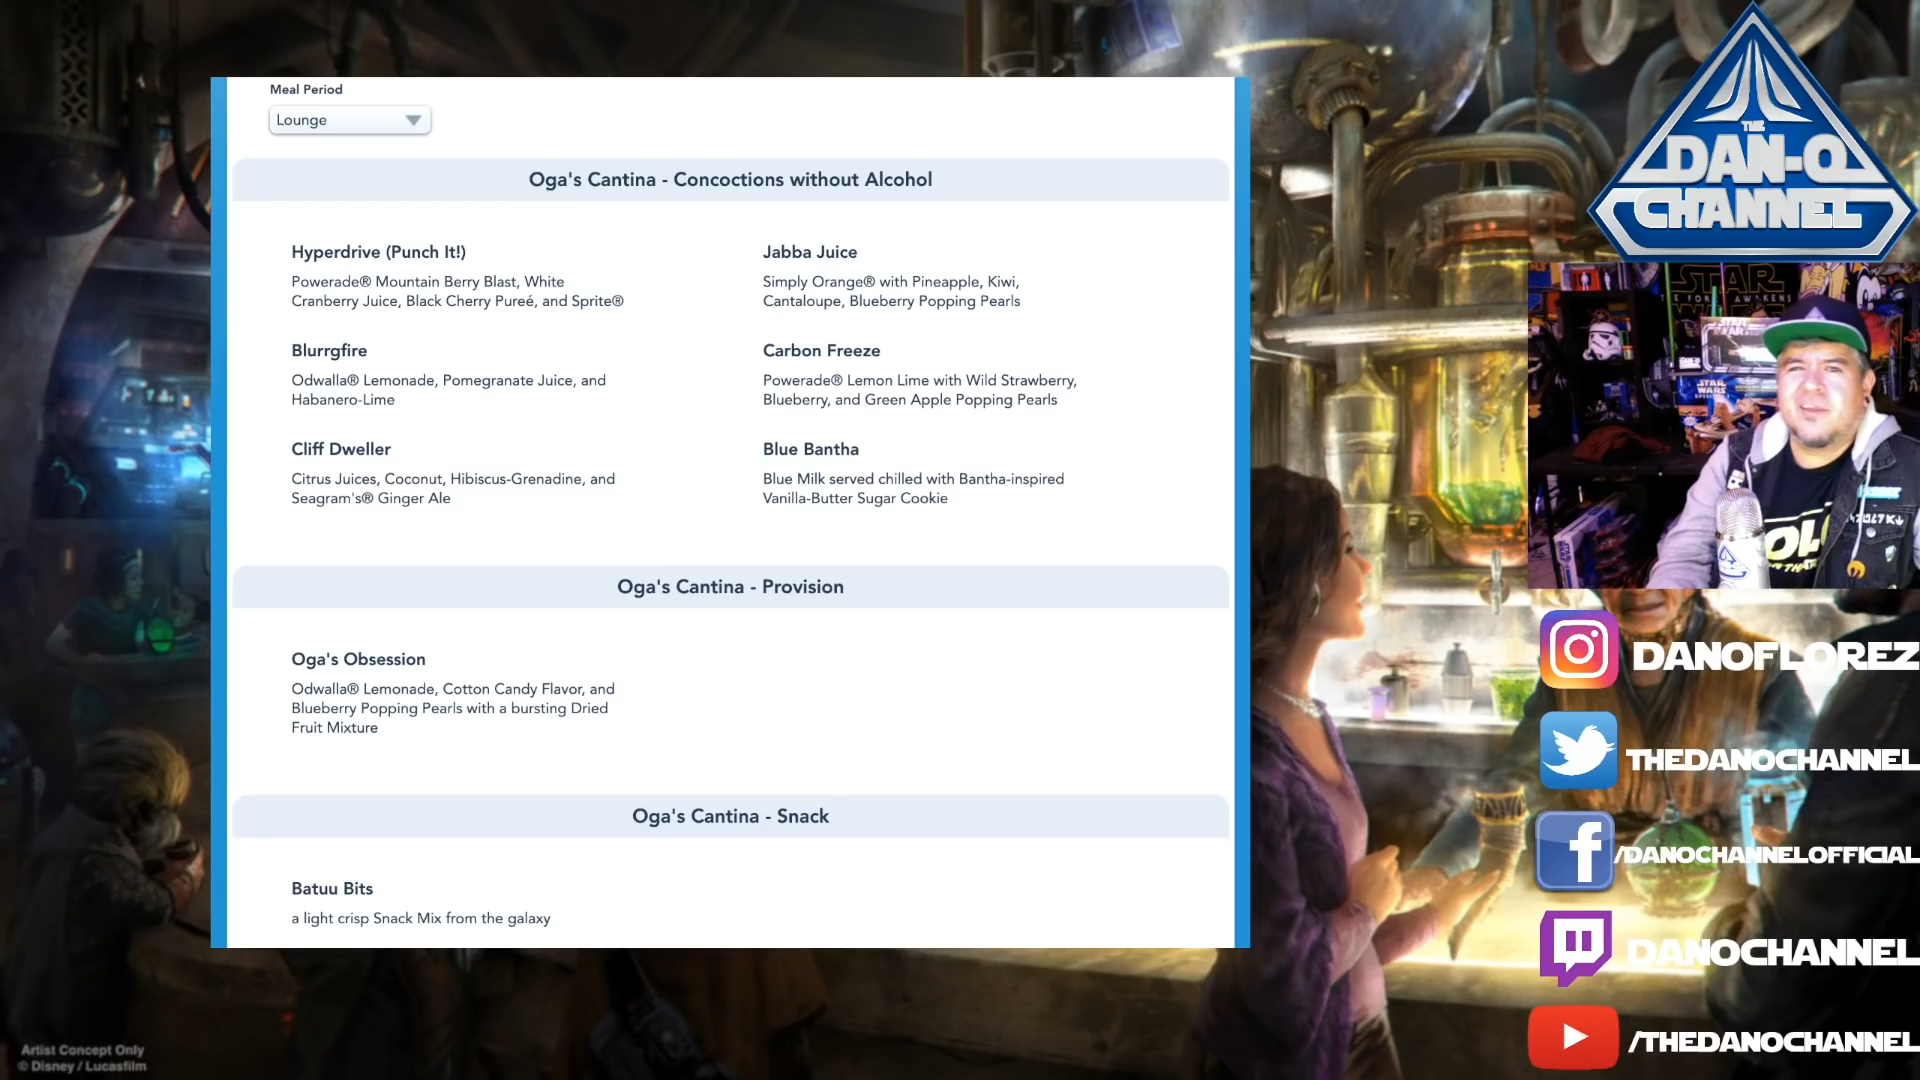 Meal Period
Lounge
Oga's Cantina - Concoctions without Alcohol
Hyperdrive (Punch It!)
Powerade® Mountain Berry Blast, White
Cranberry Juice, Black Cherry Pureé, and Sprite®
Jabba Juice
Simply Orange® with Pineapple, Kiwi,
Cantaloupe, Blueberry Popping Pearls
Blurrgfire
Odwalla® Lemonade, Pomegranate Juice, and
Habanero-Lime
Carbon Freeze
Powerade® Lemon Lime with Wild Strawberry,
Blueberry, and Green Apple Popping Pearls
Cliff Dweller
Citrus Juices, Coconut, Hibiscus-Grenadine, and
Seagram's® Ginger Ale
Blue Bantha
Blue Milk served chilled with Bantha-inspired
Vanilla-Butter Sugar Cookie
Oga's Cantina - Provision
Oga's Obsession
Odwalla® Lemonade, Cotton Candy Flavor, and
Blueberry Popping Pearls with a bursting Dried
Fruit Mixture
Oga's Cantina - Snack
Batuu Bits
a light crisp Snack Mix from the galaxy
THE
DAN-O
CHANNEL
STAR
DANOFLOREZ
THEDANOCHANNEL
/DANOCHANNELOFFICIAL
DANOCHANNEL
/THEDANOCHANNEL
Artist Concept Only
© Disney / Lucasfilm